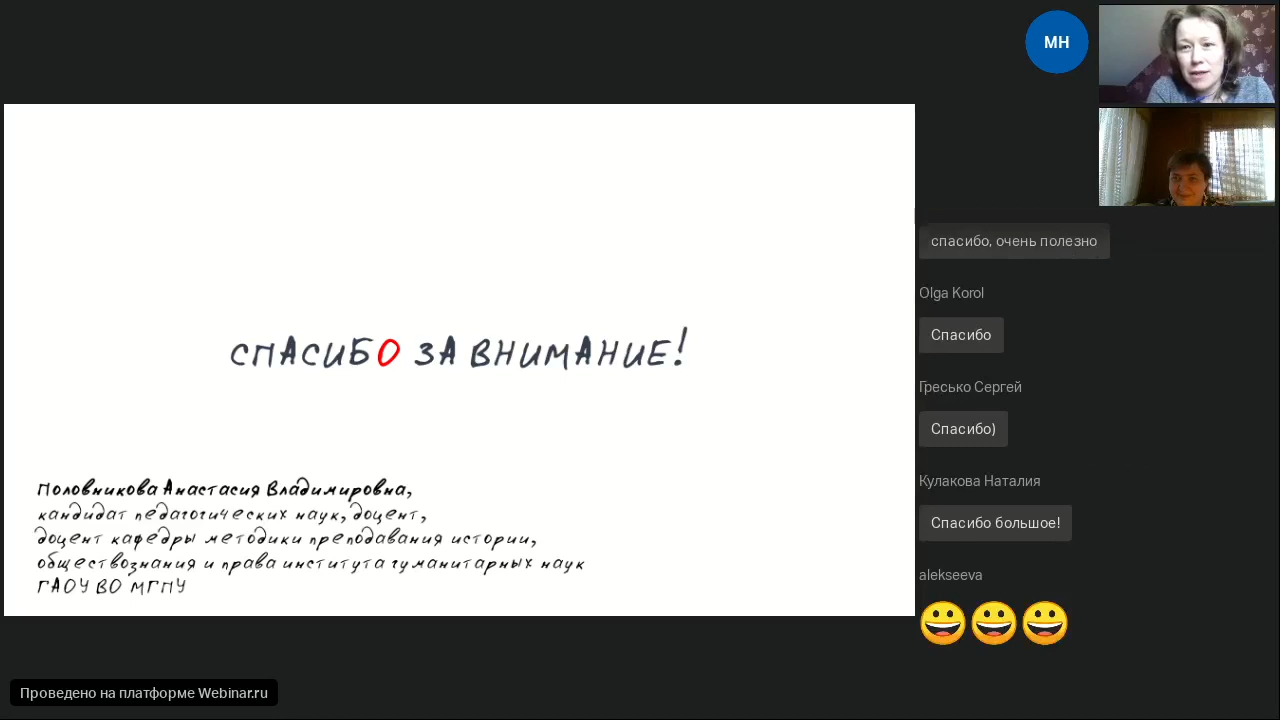 МН
СПАСИБО ЗА ВНИМАНИЕ!
Половникова Анастасия Владимировна,
кандидат педагогических наук, доцент,
доцент кафедры методики преподавания истории,
обществознания и права института гуманитарных наук
ГАОУ ВО МГПУ
спасибо, очень полезно
Olga Korol
Спасибо
Гресько Сергей
Спасибо)
Кулакова Наталия
Спасибо большое!
alekseeva
Проведено на платформе Webinar.ru